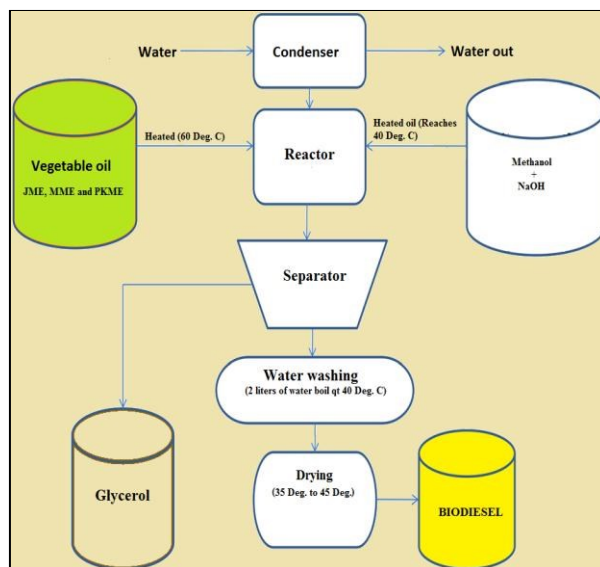 Water
Condenser
Water out
Heated (60 Deg. C)
Heated oil (Reaches
40 Deg. C)
Vegetable oil
JME, MME and PKME
Reactor
Methanol
+
NaOH
Separator
Water washing
(2 liters of water boil qt 40 Deg. C)
Glycerol
Drying
(35 Deg. to 45 Deg.)
BIODIESEL